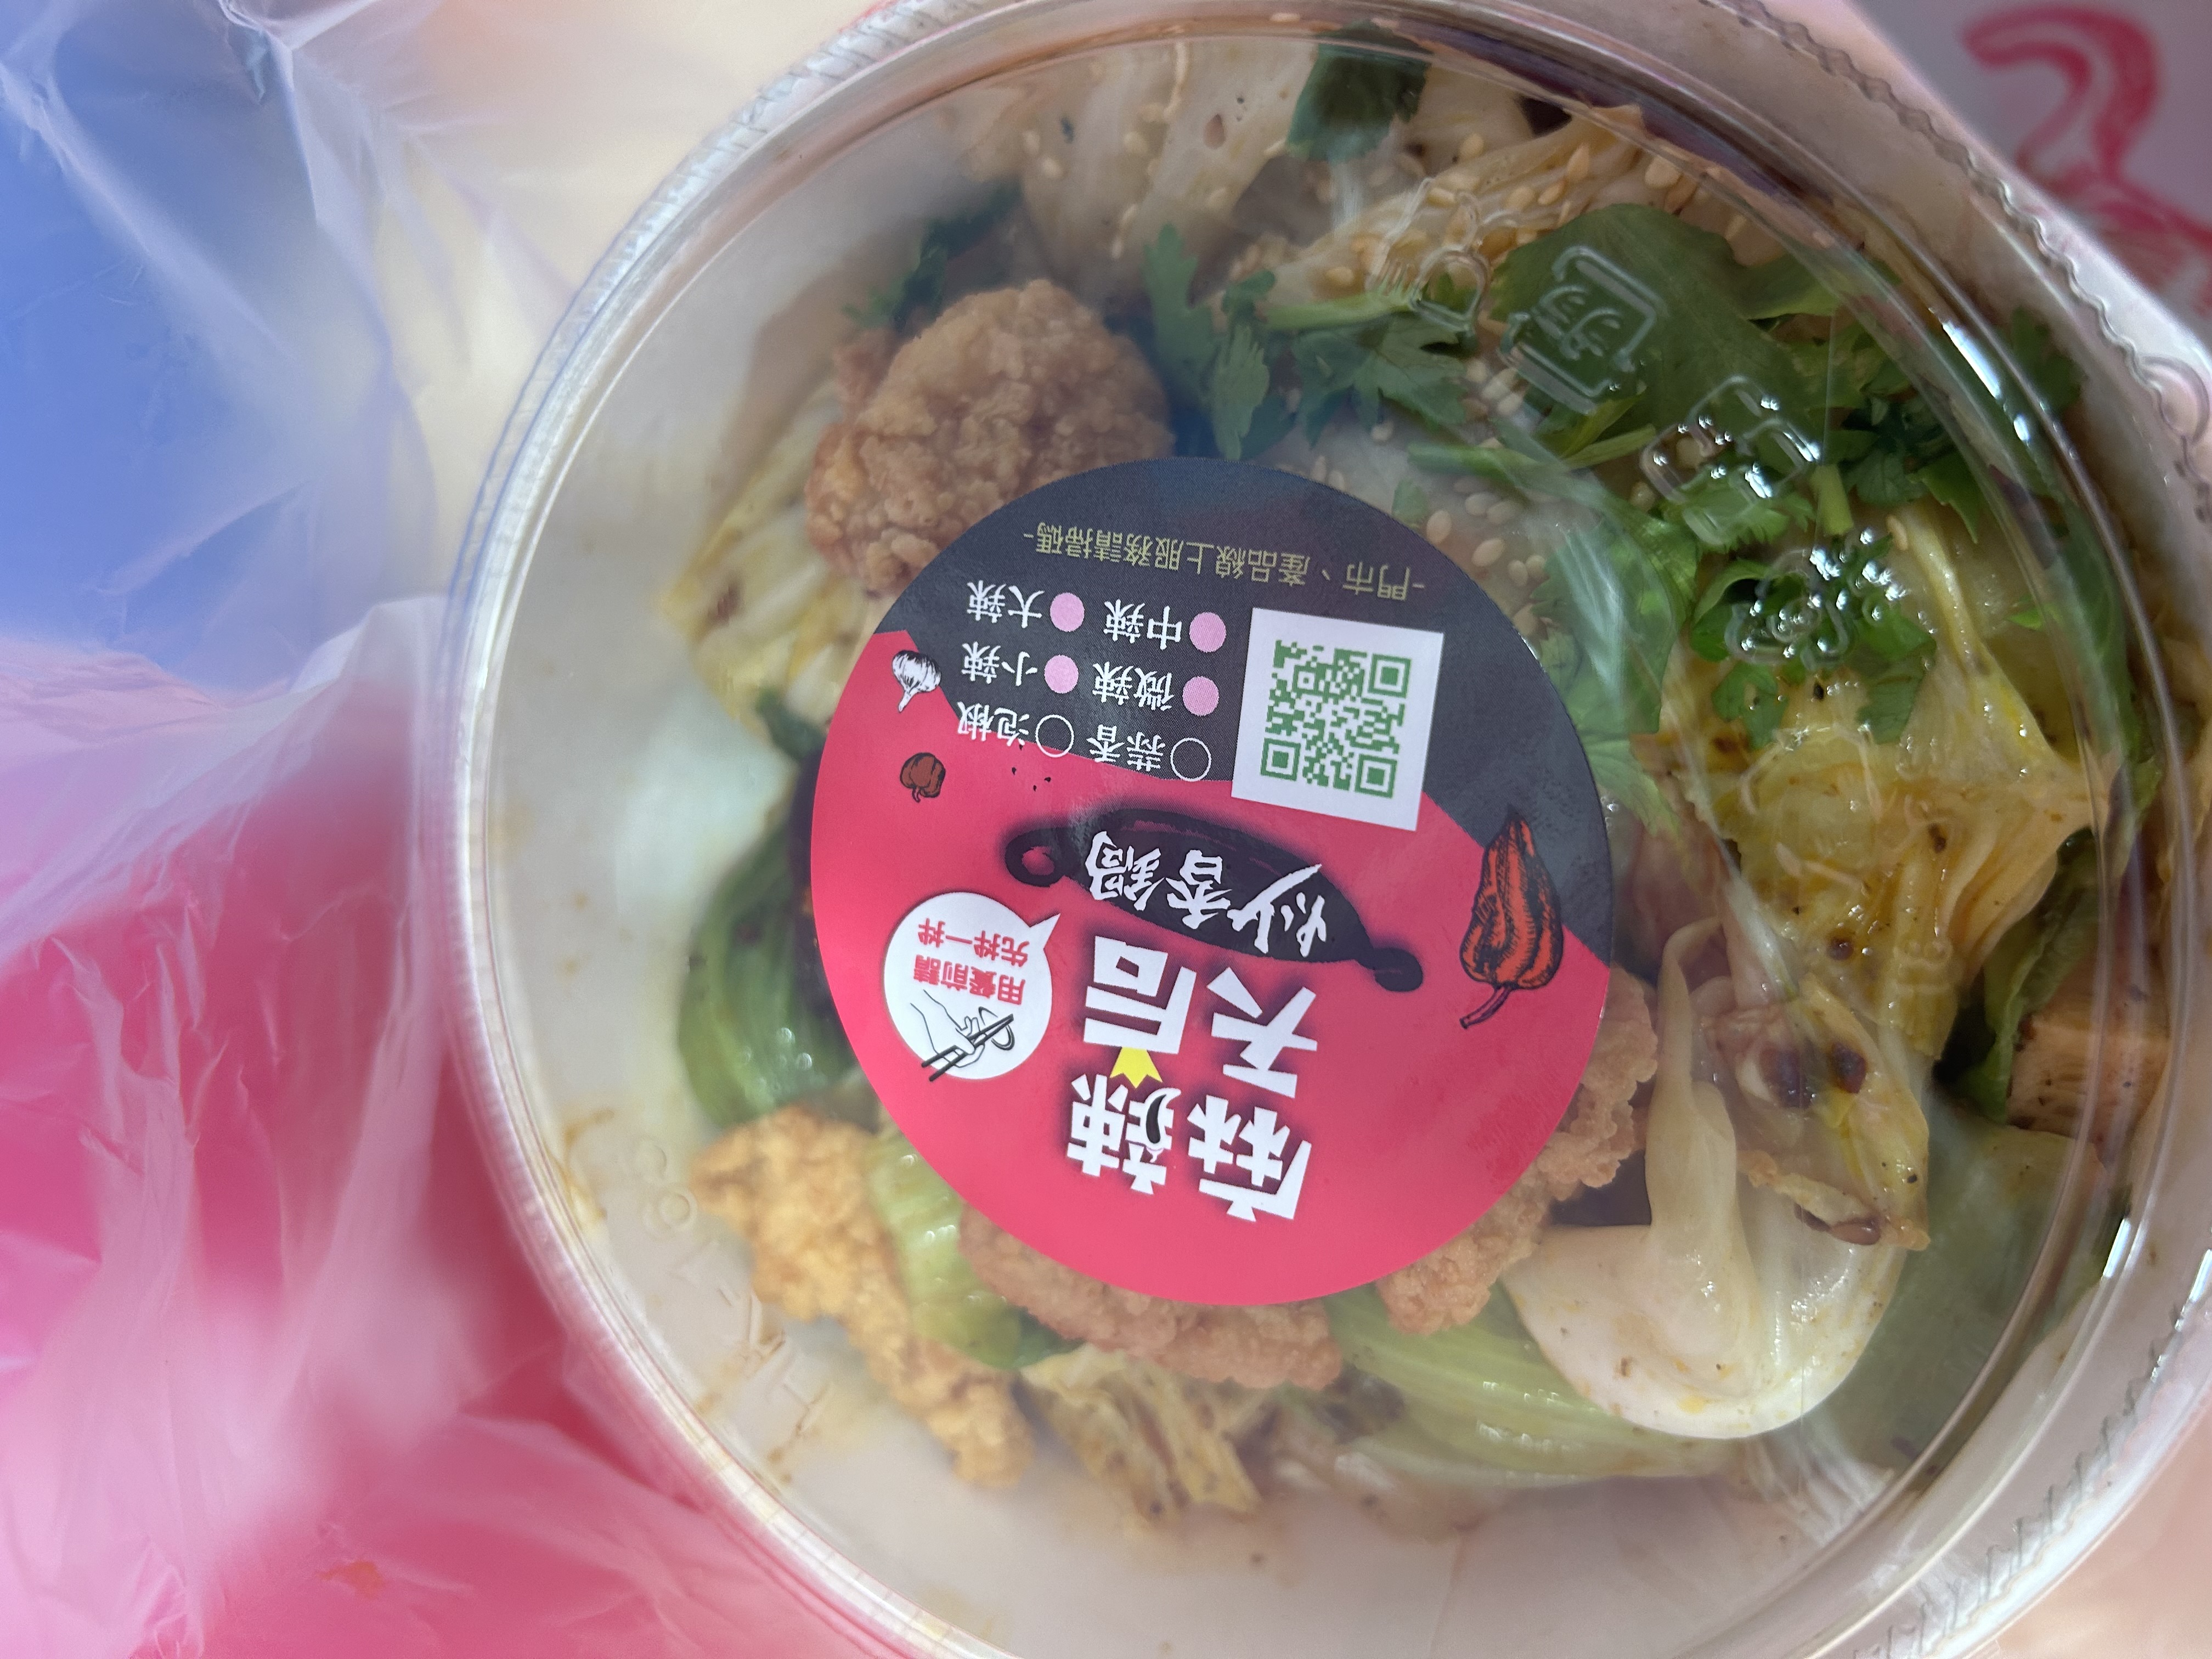 麻辣
天后
炒香鍋
用餐前請
先拌一拌
蒜香 泡椒
微辣 小辣
中辣 大辣
-門市、產品線上服務請掃碼-